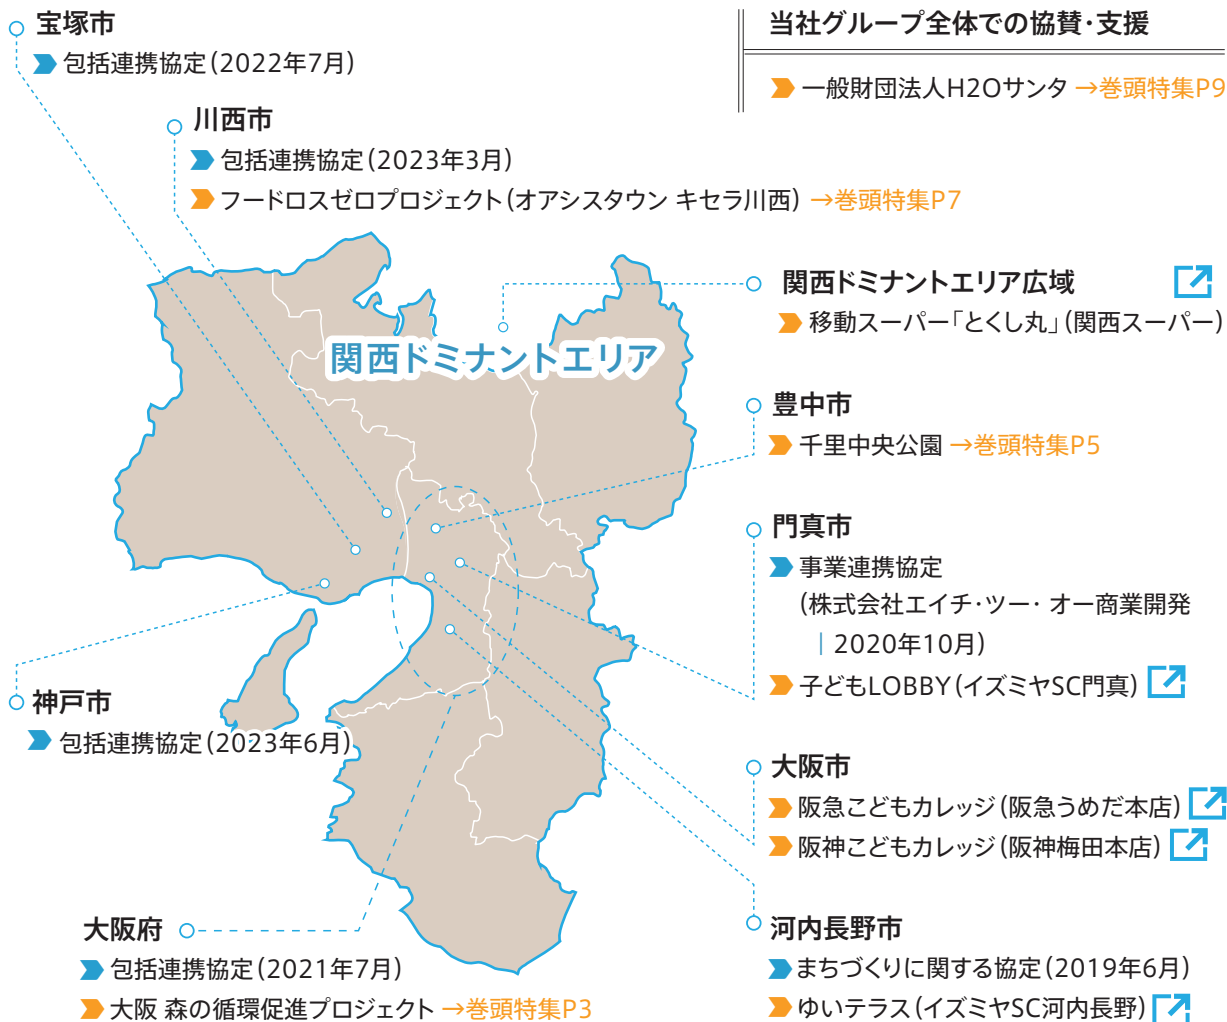 宝塚市
包括連携協定(2022年7月)
川西市
包括連携協定(2023年3月)
フードロスゼロプロジェクト(オアシスタウン キセラ川西) →巻頭特集P7
当社グループ全体での協賛・支援
一般財団法人H2Oサンタ →巻頭特集P9
関西ドミナントエリア
関西ドミナントエリア広域
移動スーパー「とくし丸」(関西スーパー)
豊中市
千里中央公園 →巻頭特集P5
門真市
事業連携協定
(株式会社エイチ・ツー・オー商業開発
|2020年10月)
子どもLOBBY(イズミヤSC門真)
神戸市
包括連携協定(2023年6月)
大阪市
阪急こどもカレッジ(阪急うめだ本店)
阪神こどもカレッジ(阪神梅田本店)
大阪府
包括連携協定(2021年7月)
大阪 森の循環促進プロジェクト →巻頭特集P3
河内長野市
まちづくりに関する協定(2019年6月)
ゆいテラス(イズミヤSC河内長野)